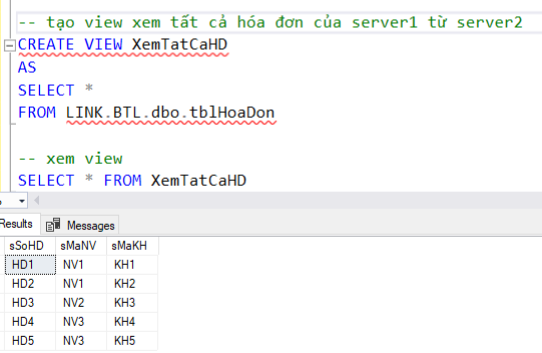 -- tạo view xem tất cả hóa đơn của server1 từ server2
CREATE VIEW XemTatCaHD
AS
SELECT *
FROM LINK.BTL.dbo.tblHoaDon
-- xem view
SELECT * FROM XemTatCaHD
Results Messages
sSoHD sMaNV sMaKH
HD1 NV1 KH1
HD2 NV1 KH2
HD3 NV2 KH3
HD4 NV3 KH4
HD5 NV3 KH5